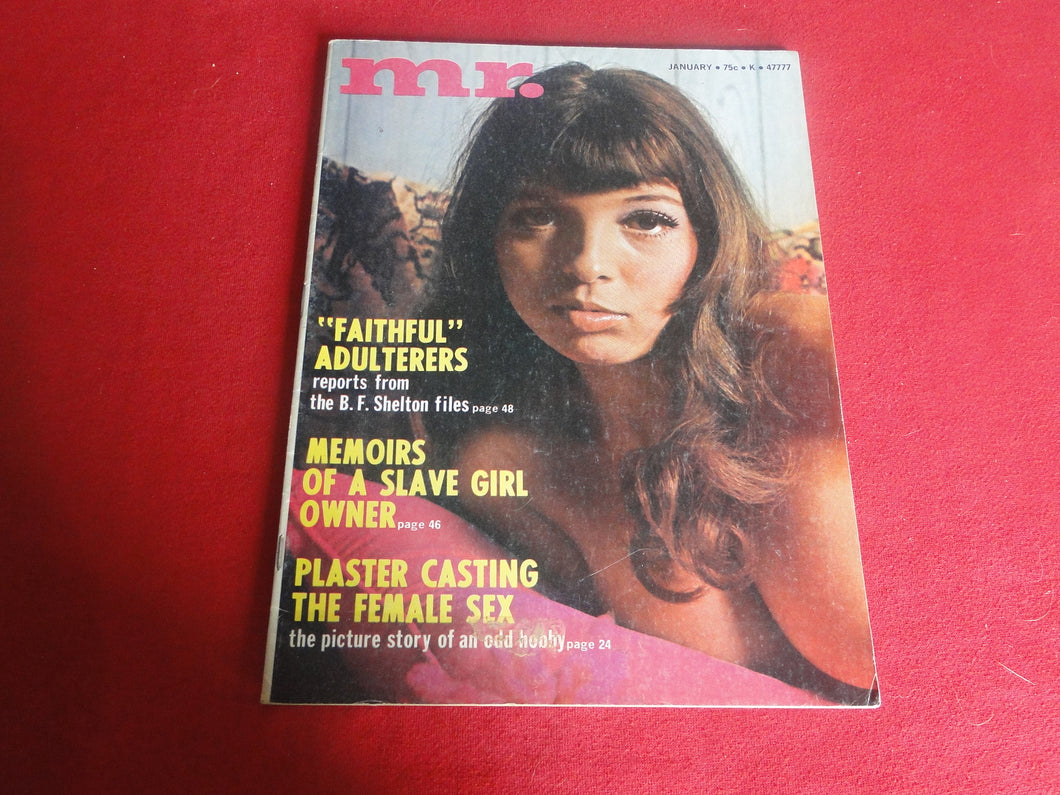 mr.
JANUARY • 75c • K • 47777
"FAITHFUL"
ADULTERERS
reports from
the B. F. Shelton files page 48
MEMOIRS
OF A SLAVE GIRL
OWNER page 46
PLASTER CASTING
THE FEMALE SEX
the picture story of an odd hobby page 24